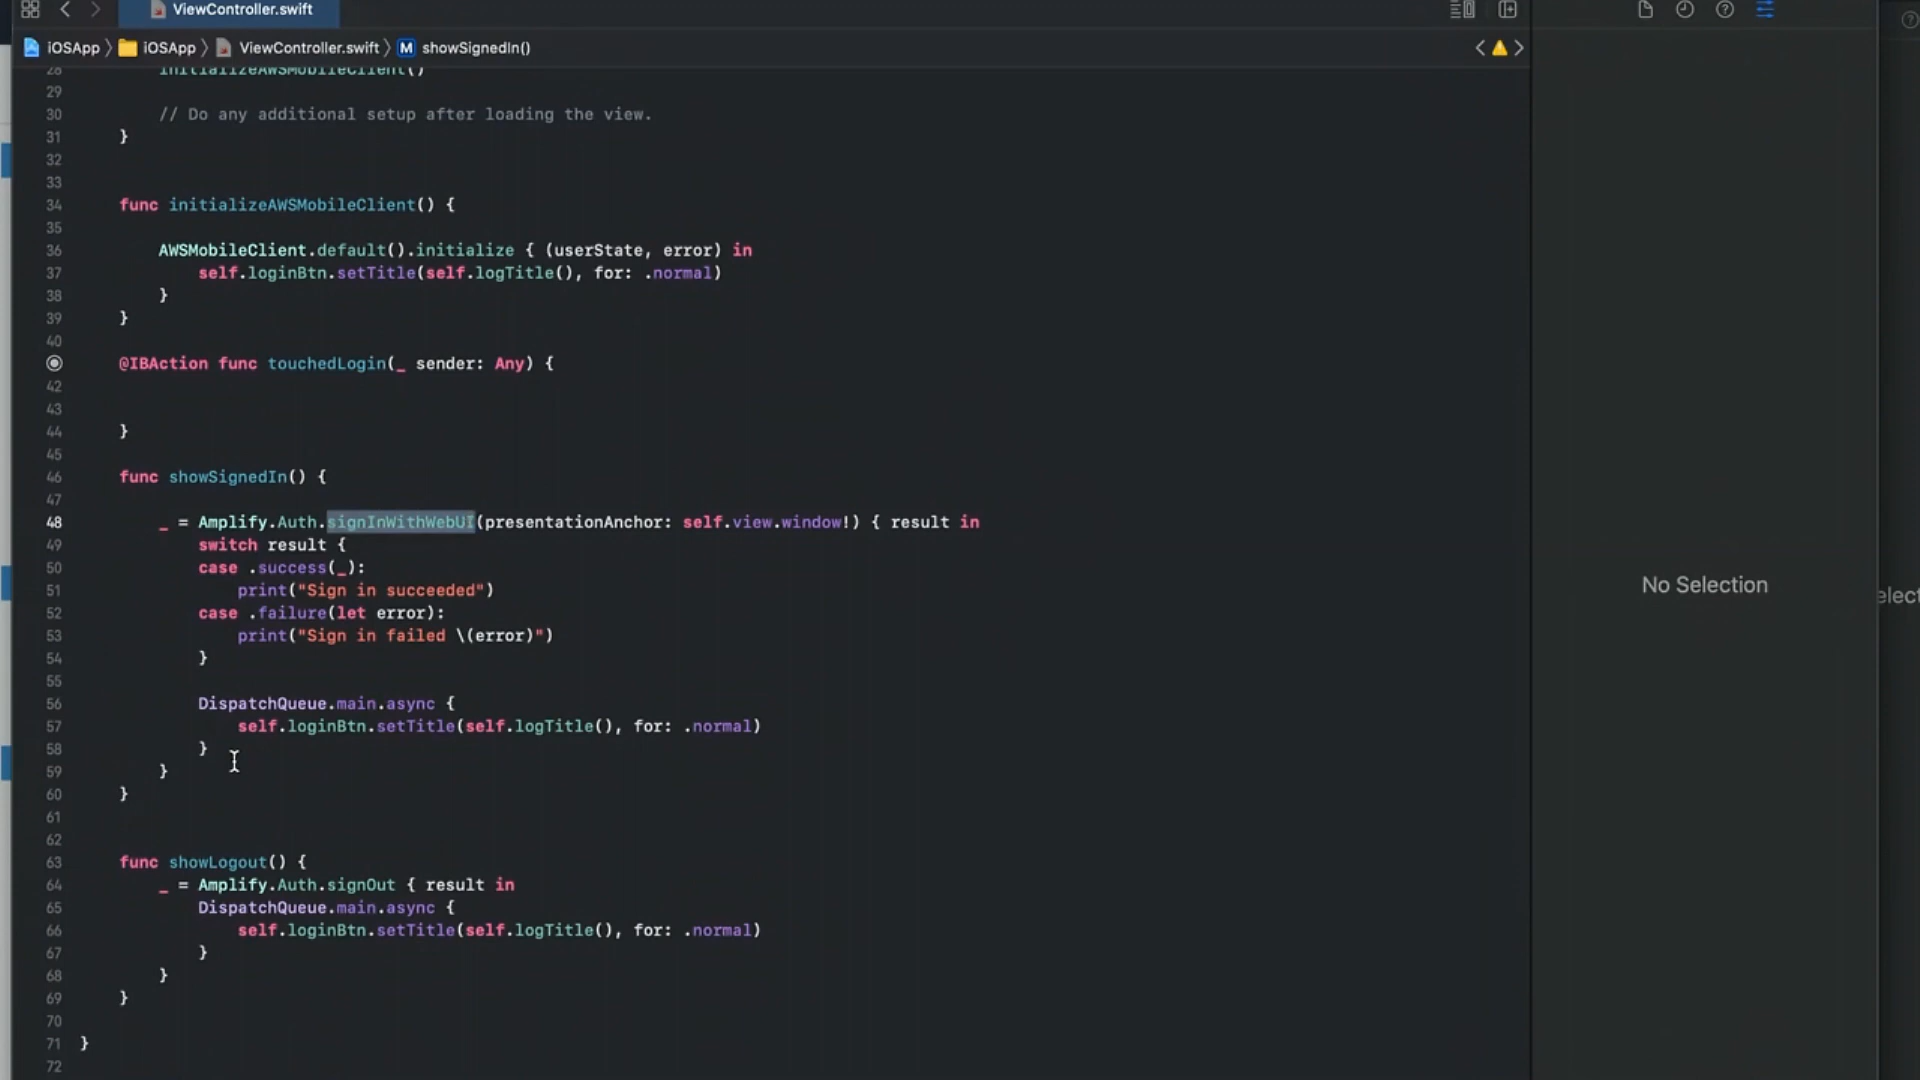 ViewController.swift
iOSApp 〉 iOSApp 〉 ViewController.swift 〉 M showSignedIn()
28 initializeAWSMobileClient()
29
30 // Do any additional setup after loading the view.
31 }
32
33
34 func initializeAWSMobileClient() {
35
36 AWSMobileClient.default().initialize { (userState, error) in
37 self.loginBtn.setTitle(self.logTitle(), for: .normal)
38 }
39 }
40
@IBAction func touchedLogin(_ sender: Any) {
42
43
44 }
45
46 func showSignedIn() {
47
48 _ = Amplify.Auth.signInWithWebUI(presentationAnchor: self.view.window!) { result in
49 switch result {
50 case .success(_):
51 print("Sign in succeeded")
52 case .failure(let error):
53 print("Sign in failed \(error)")
54 }
55
56 DispatchQueue.main.async {
57 self.loginBtn.setTitle(self.logTitle(), for: .normal)
58 }
59 }
60 }
61
62
63 func showLogout() {
64 _ = Amplify.Auth.signOut { result in
65 DispatchQueue.main.async {
66 self.loginBtn.setTitle(self.logTitle(), for: .normal)
67 }
68 }
69 }
70
71 }
72
No Selection
elect